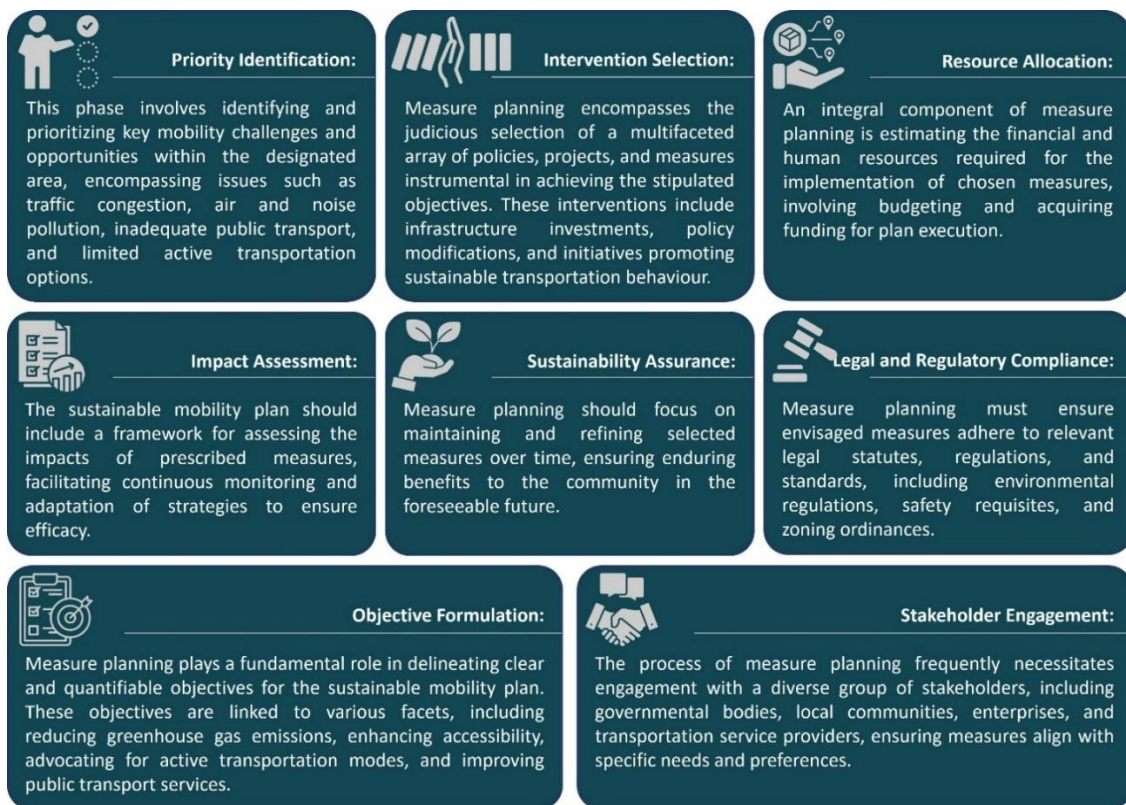 Priority Identification:
This phase involves identifying and
prioritizing key mobility challenges and
opportunities within the designated
area, encompassing issues such as
traffic congestion, air and noise
pollution, inadequate public transport,
and limited active transportation
options.
Intervention Selection:
Measure planning encompasses the
judicious selection of a multifaceted
array of policies, projects, and measures
instrumental in achieving the stipulated
objectives. These interventions include
infrastructure investments, policy
modifications, and initiatives promoting
sustainable transportation behaviour.
Resource Allocation:
An integral component of measure
planning is estimating the financial and
human resources required for the
implementation of chosen measures,
involving budgeting and acquiring
funding for plan execution.
Impact Assessment:
The sustainable mobility plan should
include a framework for assessing the
impacts of prescribed measures,
facilitating continuous monitoring and
adaptation of strategies to ensure
efficacy.
Sustainability Assurance:
Measure planning should focus on
maintaining and refining selected
measures over time, ensuring enduring
benefits to the community in the
foreseeable future.
Legal and Regulatory Compliance:
Measure planning must ensure
envisaged measures adhere to relevant
legal statutes, regulations, and
standards, including environmental
regulations, safety requisites, and
zoning ordinances.
Objective Formulation:
Measure planning plays a fundamental role in delineating clear
and quantifiable objectives for the sustainable mobility plan.
These objectives are linked to various facets, including
reducing greenhouse gas emissions, enhancing accessibility,
advocating for active transportation modes, and improving
public transport services.
Stakeholder Engagement:
The process of measure planning frequently necessitates
engagement with a diverse group of stakeholders, including
governmental bodies, local communities, enterprises, and
transportation service providers, ensuring measures align with
specific needs and preferences.